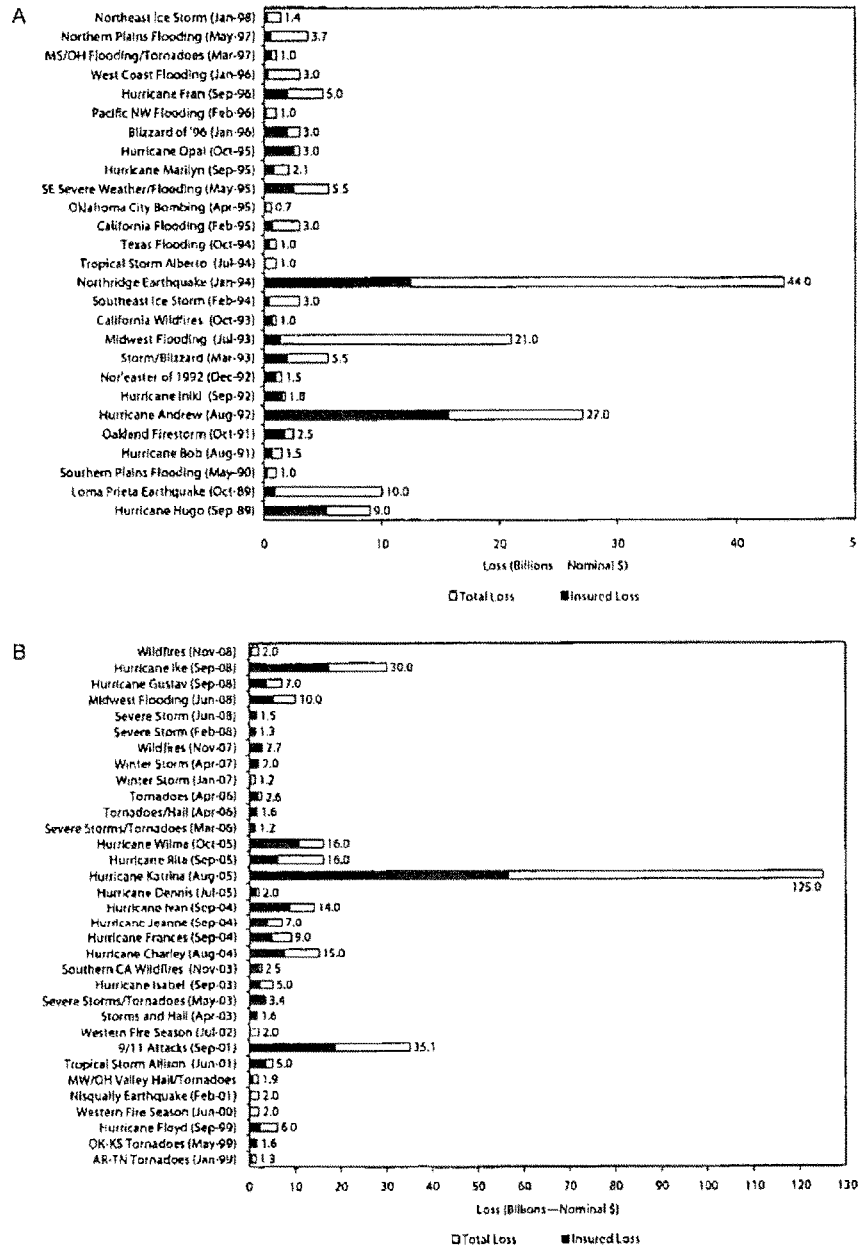 A
Northeast Ice Storm (Jan-98) 1.4
Northern Plains Flooding (May-97) 3.7
MS/OH Flooding/Tornadoes (Mar-97) 1.0
West Coast Flooding (Jan-96) 3.0
Hurricane Fran (Sep-96) 5.0
Pacific NW Flooding (Feb-96) 1.0
Blizzard of '96 (Jan-96) 3.0
Hurricane Opal (Oct-95) 3.0
Hurricane Marilyn (Sep-95) 2.1
SE Severe Weather/Flooding (May-95) 5.5
Oklahoma City Bombing (Apr-95) 0.7
California Flooding (Feb-95) 3.0
Texas Flooding (Oct-94) 1.0
Tropical Storm Alberto (Jul-94) 1.0
Northridge Earthquake (Jan-94) 44.0
Southeast Ice Storm (Feb-94) 3.0
California Wildfires (Oct-93) 1.0
Midwest Flooding (Jul-93) 21.0
Storm/Blizzard (Mar-93) 5.5
Nor'easter of 1992 (Dec-92) 1.5
Hurricane Iniki (Sep-92) 1.8
Hurricane Andrew (Aug-92) 27.0
Oakland Firestorm (Oct-91) 2.5
Hurricane Bob (Aug-91) 1.5
Southern Plains Flooding (May-90) 1.0
Loma Prieta Earthquake (Oct-89) 10.0
Hurricane Hugo (Sep-89) 9.0
0 10 20 30 40 5
Loss (Billions—Nominal $)
Total Loss Insured Loss
B
Wildfires (Nov-08) 2.0
Hurricane Ike (Sep-08) 30.0
Hurricane Gustav (Sep-08) 7.0
Midwest Flooding (Jun-08) 10.0
Severe Storm (Jun-08) 1.5
Severe Storm (Feb-08) 1.3
Wildfires (Nov-07) 2.7
Winter Storm (Apr-07) 2.0
Winter Storm (Jan-07) 1.2
Tornadoes (Apr-06) 2.6
Tornadoes/Hail (Apr-06) 1.6
Severe Storms/Tornadoes (Mar-06) 1.2
Hurricane Wilma (Oct-05) 16.0
Hurricane Rita (Sep-05) 16.0
Hurricane Katrina (Aug-05)
125.0
Hurricane Dennis (Jul-05) 2.0
Hurricane Ivan (Sep-04) 14.0
Hurricane Jeanne (Sep-04) 7.0
Hurricane Frances (Sep-04) 9.0
Hurricane Charley (Aug-04) 15.0
Southern CA Wildfires (Nov-03) 2.5
Hurricane Isabel (Sep-03) 5.0
Severe Storms/Tornadoes (May-03) 3.4
Storms and Hail (Apr-03) 1.6
Western Fire Season (Jul-02) 2.0
9/11 Attacks (Sep-01) 35.1
Tropical Storm Allison (Jun-01) 5.0
MW/OH Valley Hail/Tornadoes 1.9
Nisqually Earthquake (Feb-01) 2.0
Western Fire Season (Jun-00) 2.0
Hurricane Floyd (Sep-99) 6.0
OK-KS Tornadoes (May-99) 1.6
AR-TN Tornadoes (Jan-99) 1.3
0 10 20 30 40 50 60 70 80 90 100 110 120 130
Loss (Billions—Nominal $)
Total Loss Insured Loss